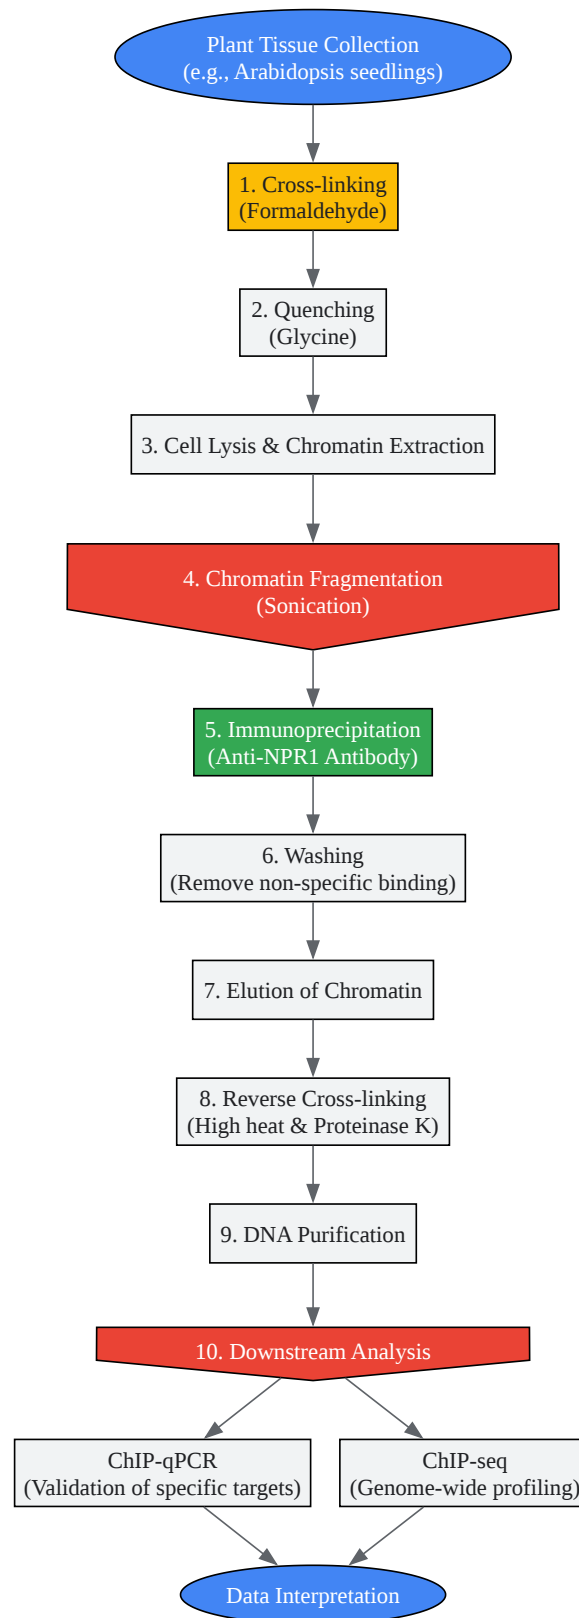 Plant Tissue Collection
(e.g., Arabidopsis seedlings)
1. Cross-linking
(Formaldehyde)
2. Quenching
(Glycine)
3. Cell Lysis & Chromatin Extraction
4. Chromatin Fragmentation
(Sonication)
5. Immunoprecipitation
(Anti-NPR1 Antibody)
6. Washing
(Remove non-specific binding)
7. Elution of Chromatin
8. Reverse Cross-linking
(High heat & Proteinase K)
9. DNA Purification
10. Downstream Analysis
ChIP-qPCR
(Validation of specific targets)
ChIP-seq
(Genome-wide profiling)
Data Interpretation